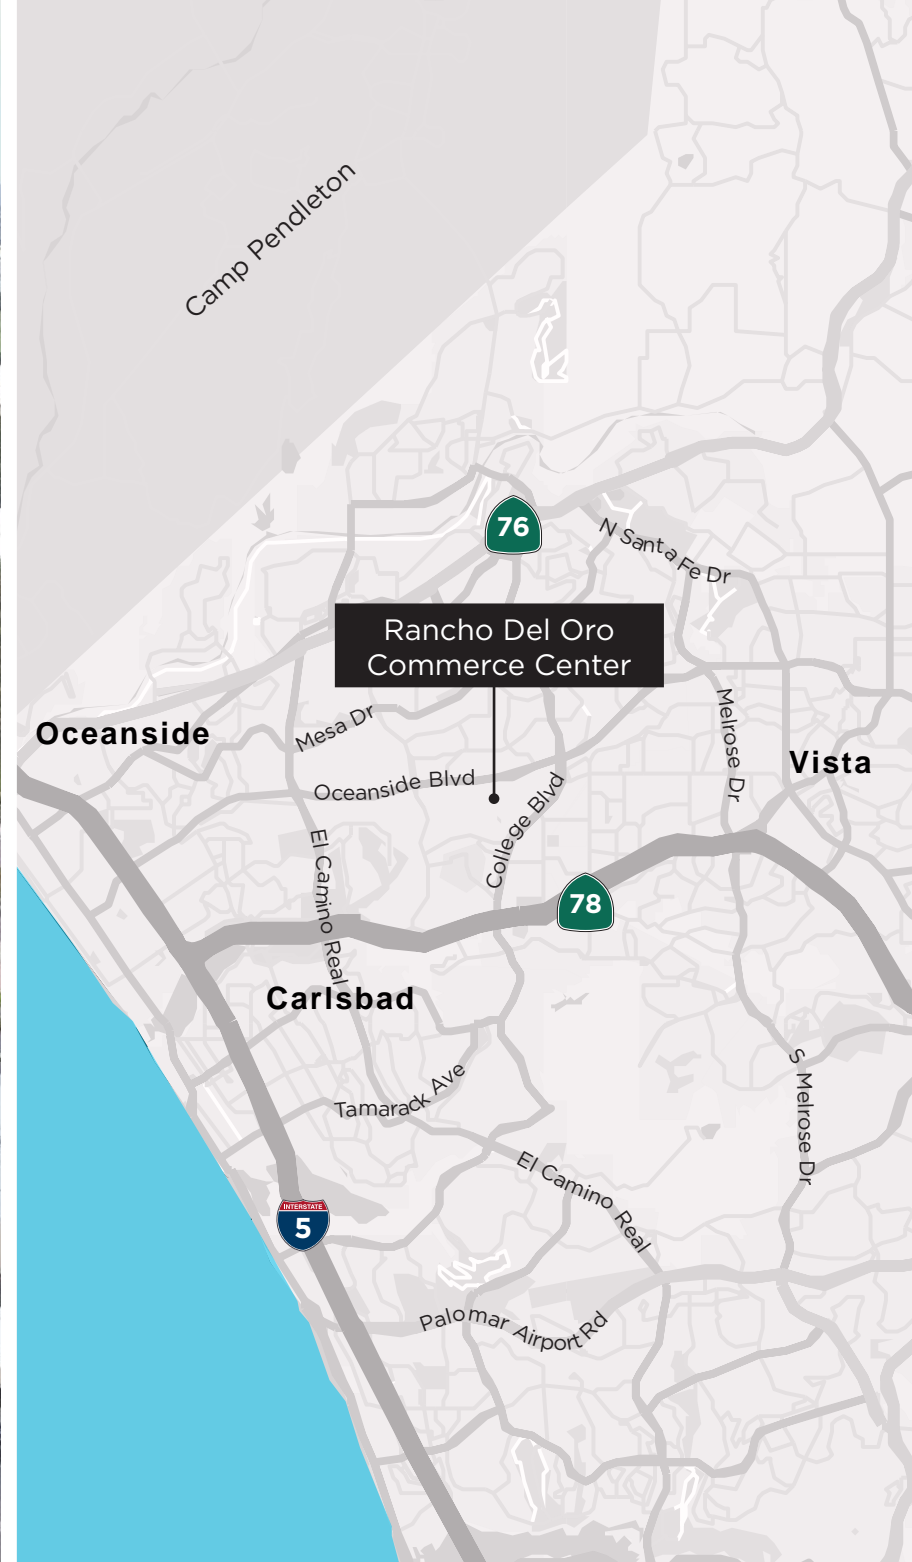 Camp Pendleton
76
N Santa Fe Dr
Rancho Del Oro
Commerce Center
Mesa Dr
Melrose Dr
Oceanside
Vista
Oceanside Blvd
College Blvd
El Camino Real
78
Carlsbad
Tamarack Ave
S Melrose Dr
El Camino Real
INTERSTATE
5
Palomar Airport Rd